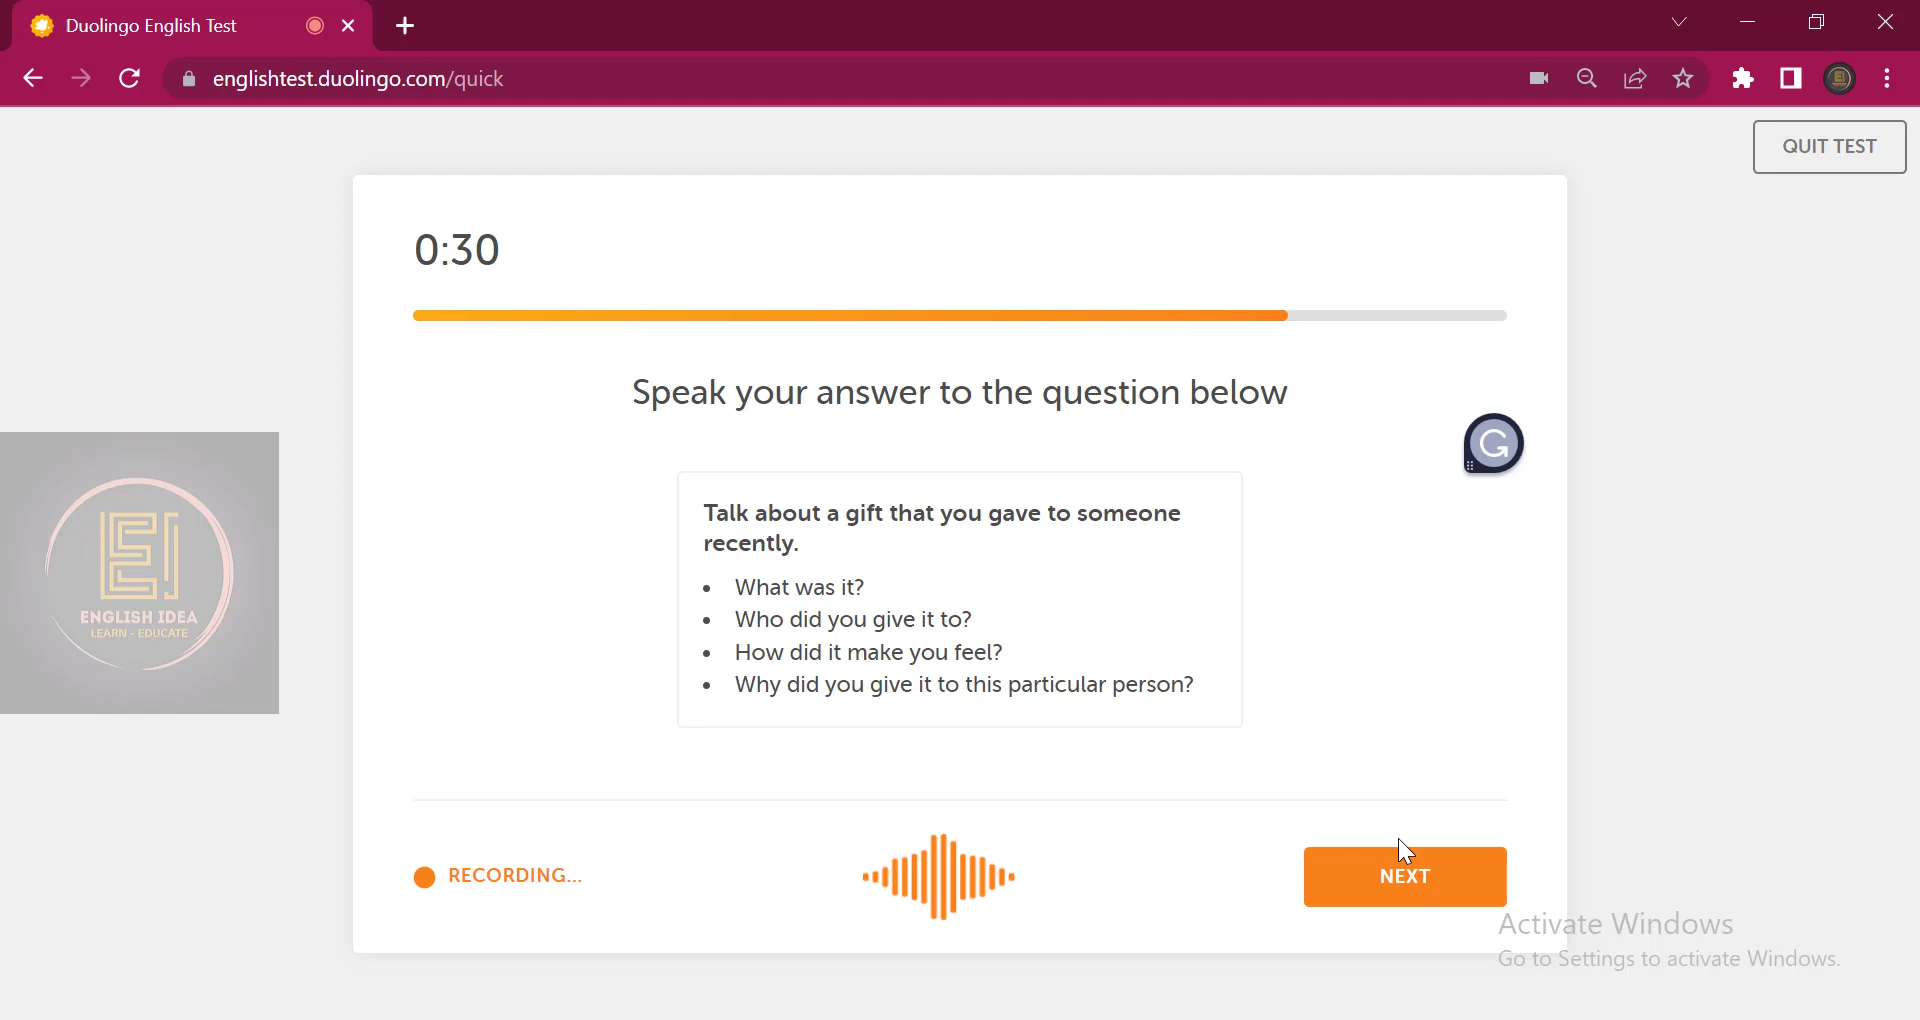 Duolingo English Test
englishtest.duolingo.com/quick
QUIT TEST
0:30
Speak your answer to the question below
G
Talk about a gift that you gave to someone
recently.
• What was it?
• Who did you give it to?
• How did it make you feel?
• Why did you give it to this particular person?
EI
ENGLISH IDEA
LEARN - EDUCATE
RECORDING...
NEXT
Activate Windows
Go to Settings to activate Windows.